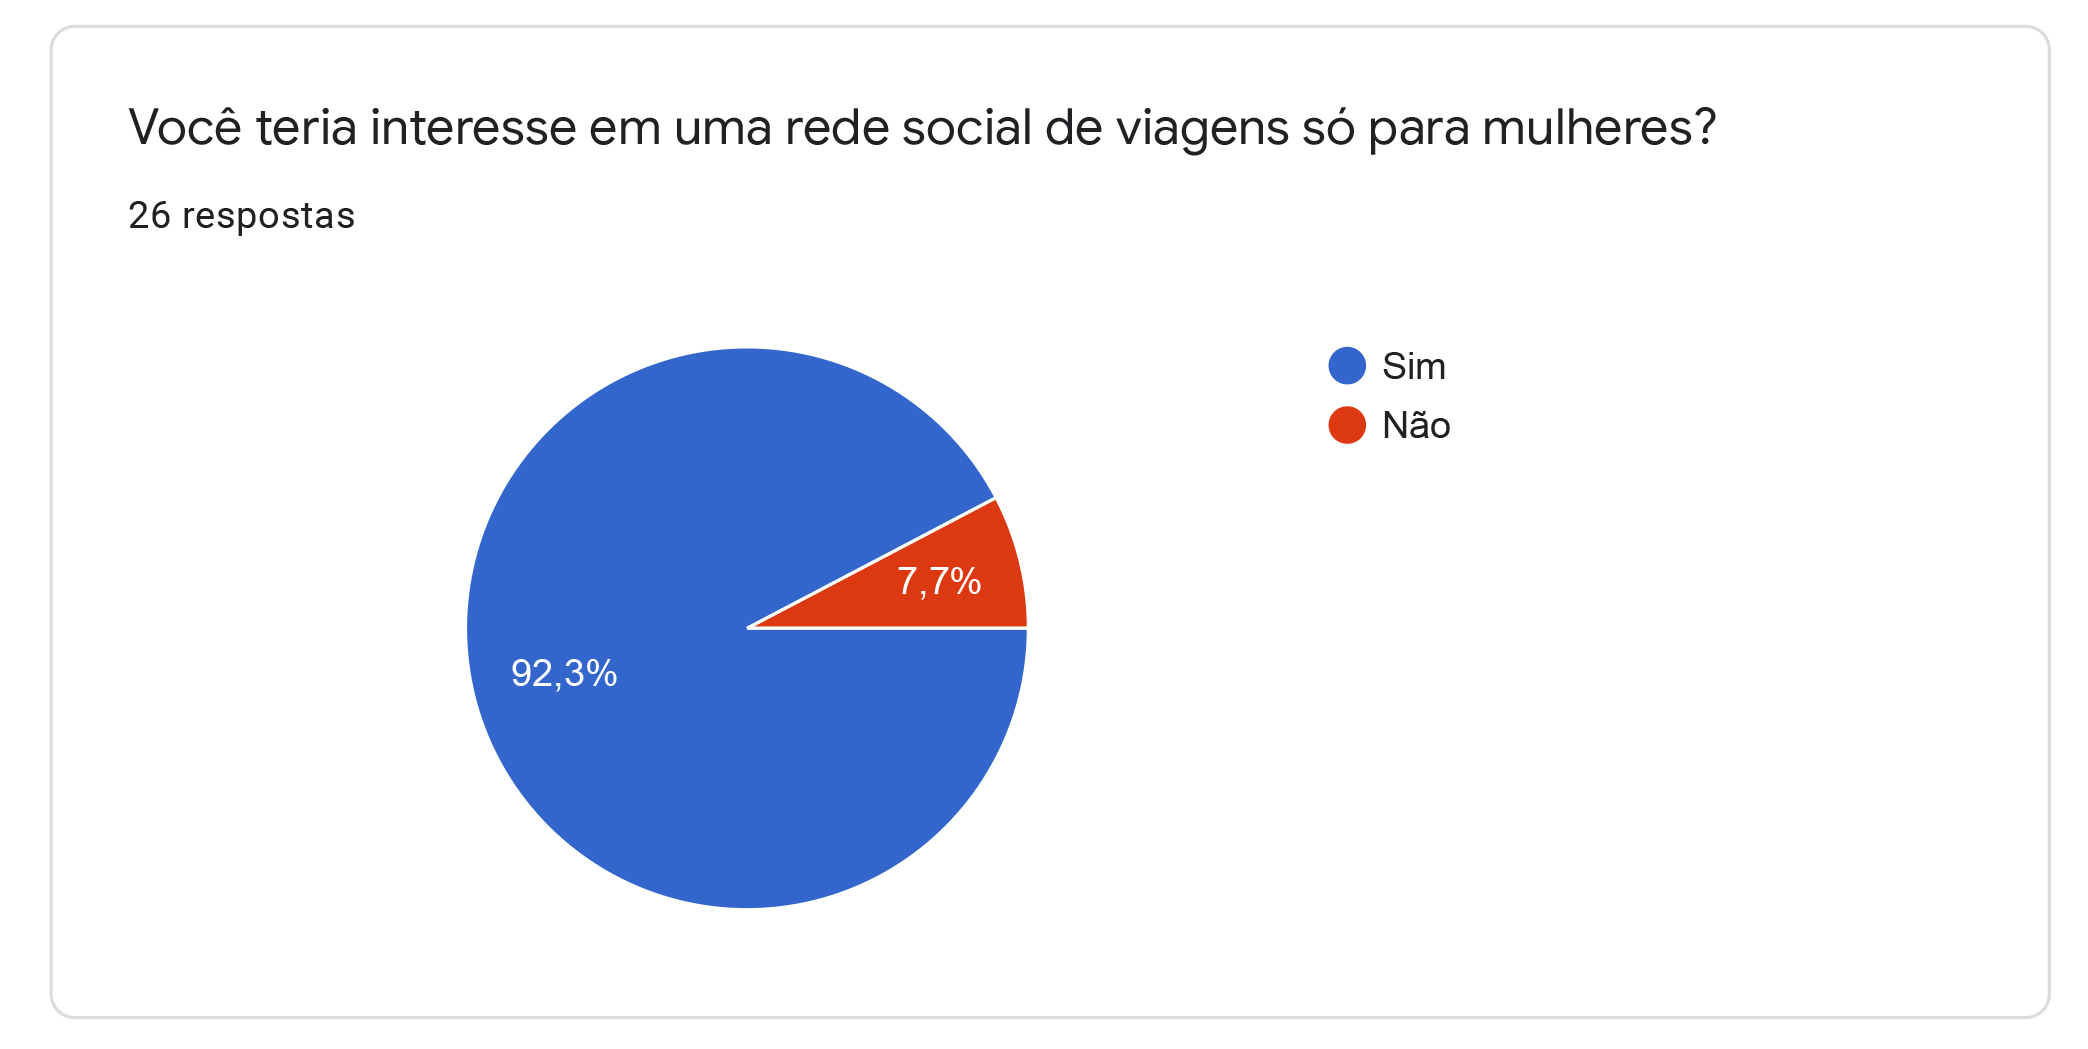 Você teria interesse em uma rede social de viagens só para mulheres?
26 respostas
Sim
Não
7,7%
92,3%